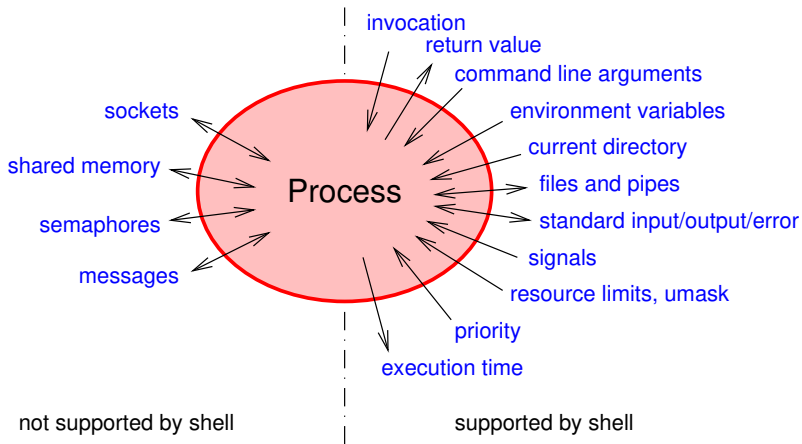 invocation
return value
command line arguments
environment variables
current directory
files and pipes
standard input/output/error
signals
resource limits, umask
priority
execution time
sockets
shared memory
semaphores
messages
Process
not supported by shell
supported by shell